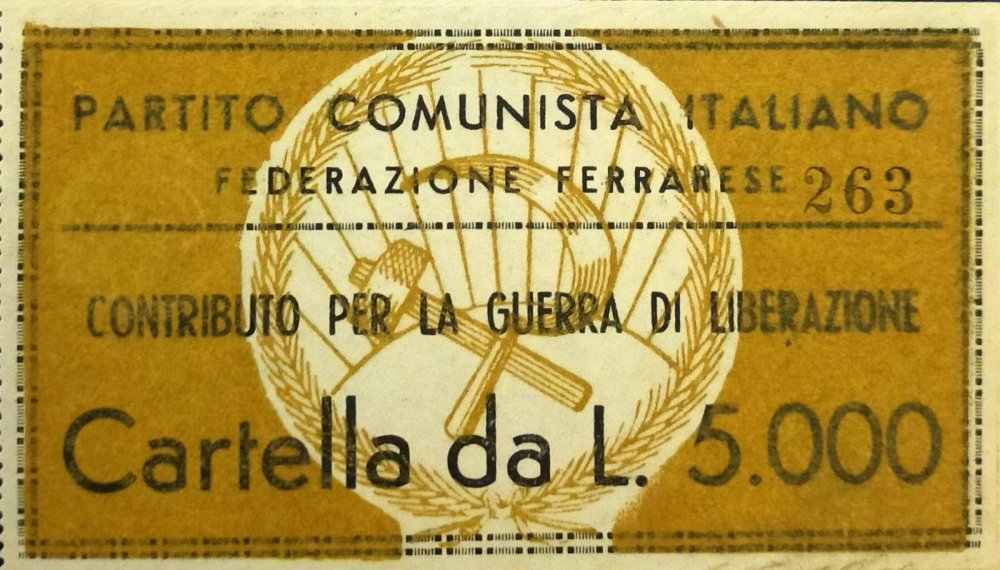 PARTITO COMUNISTA ITALIANO
FEDERAZIONE FERRARESE 263
CONTRIBUTO PER LA GUERRA DI LIBERAZIONE
Cartella da L. 5.000